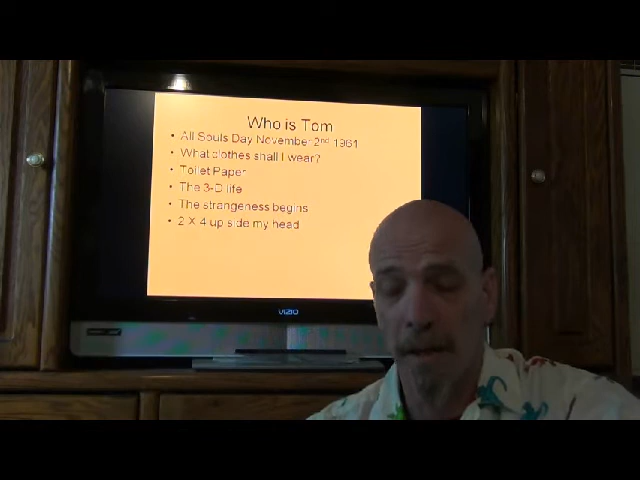 Who is Tom
• All Souls Day November 2nd 1961
• What clothes shall I wear?
• Toilet Paper
• The 3-D life
• The strangeness begins
• 2 X 4 up side my head
VIZIO